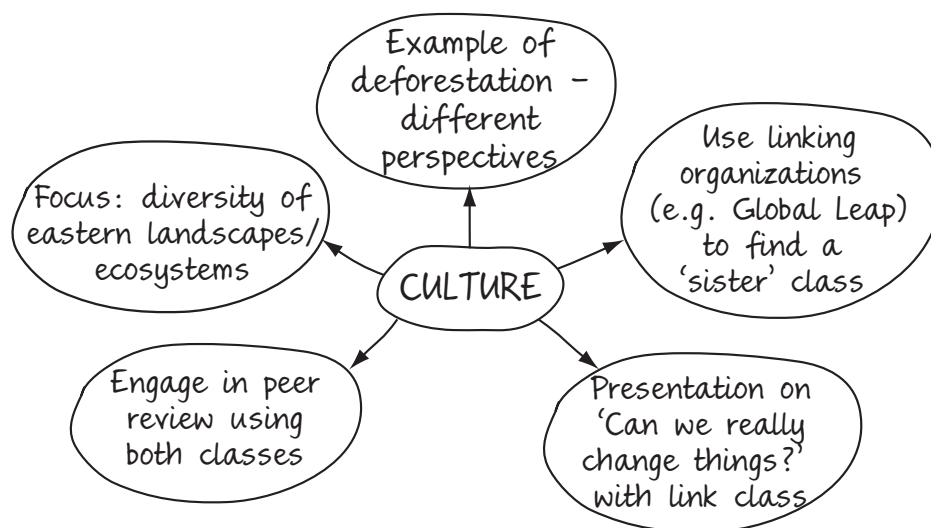 Example of
deforestation –
different
perspectives
Use linking
organizations
(e.g. Global Leap)
to find a
‘sister’ class
Focus: diversity of
eastern landscapes/
ecosystems
CULTURE
Engage in peer
review using
both classes
Presentation on
‘Can we really
change things?’
with link class